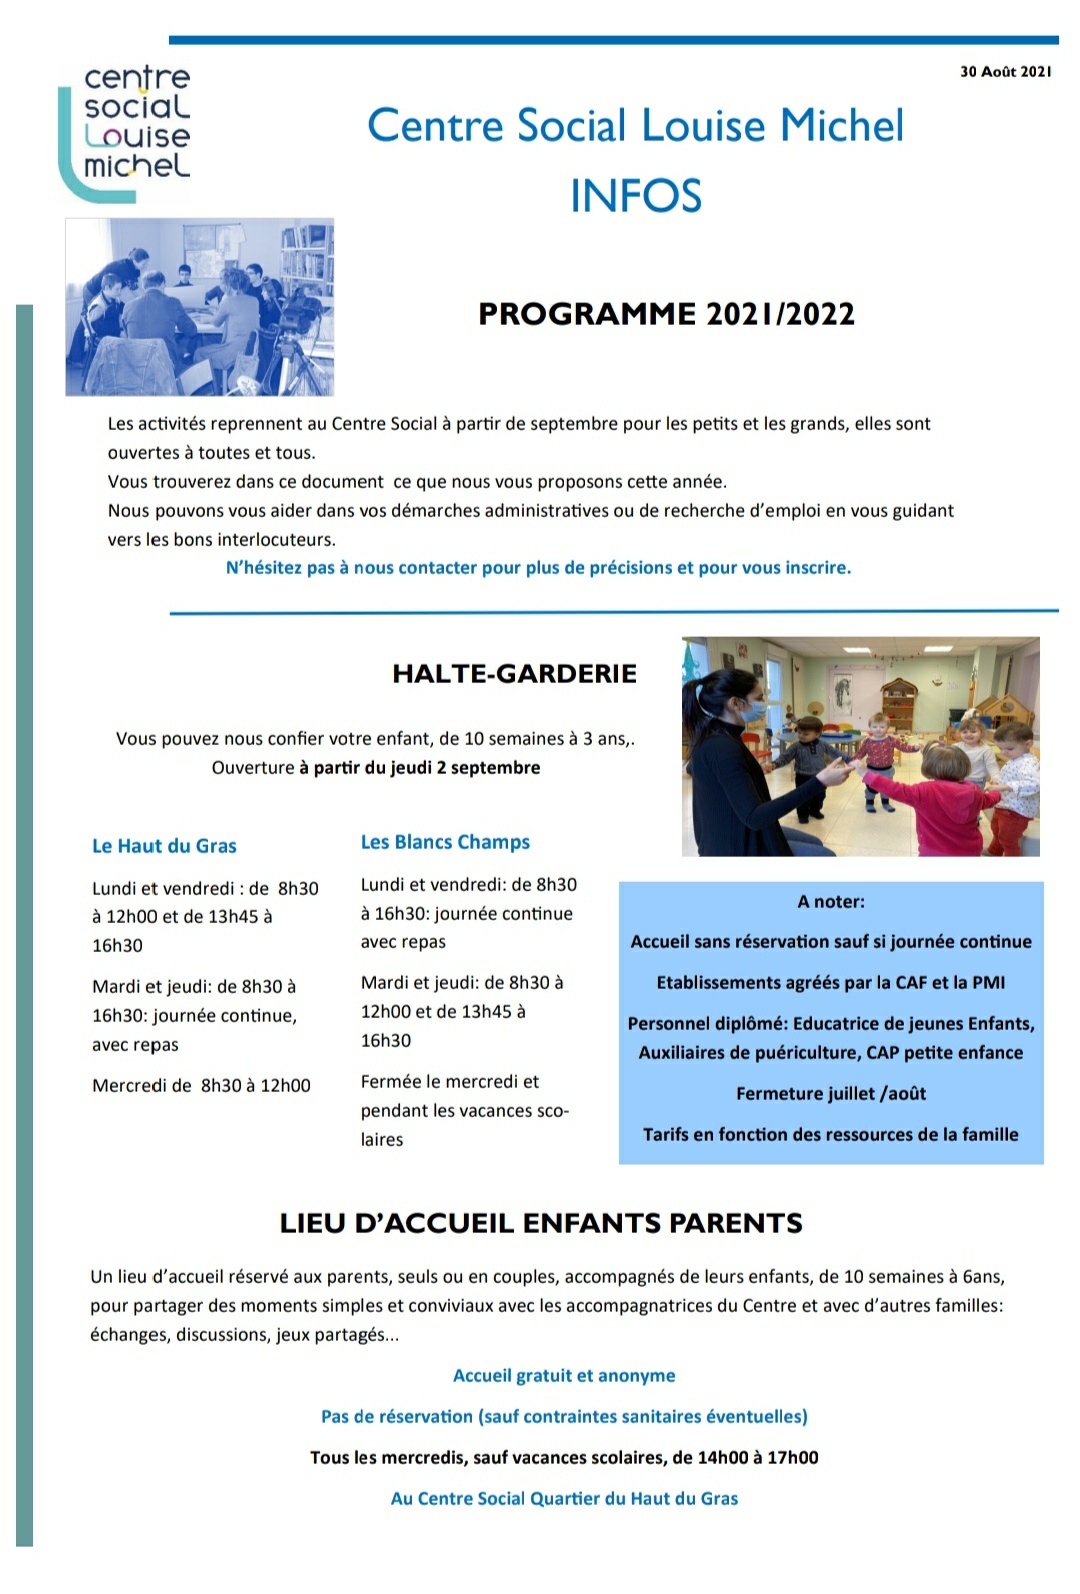 30 Août 2021
centre
social
Louise
michel
Centre Social Louise Michel
INFOS
PROGRAMME 2021/2022
Les activités reprennent au Centre Social à partir de septembre pour les petits et les grands, elles sont
ouvertes à toutes et tous.
Vous trouverez dans ce document  ce que nous vous proposons cette année.
Nous pouvons vous aider dans vos démarches administratives ou de recherche d’emploi en vous guidant
vers les bons interlocuteurs.
N’hésitez pas à nous contacter pour plus de précisions et pour vous inscrire.
HALTE-GARDERIE
Vous pouvez nous confier votre enfant, de 10 semaines à 3 ans,.
Ouverture à partir du jeudi 2 septembre
Le Haut du Gras
Lundi et vendredi : de  8h30
à 12h00 et de 13h45 à
16h30
Mardi et jeudi: de 8h30 à
16h30: journée continue,
avec repas
Mercredi de  8h30 à 12h00
Les Blancs Champs
Lundi et vendredi: de 8h30
à 16h30: journée continue
avec repas
Mardi et jeudi: de 8h30 à
12h00 et de 13h45 à
16h30
Fermée le mercredi et
pendant les vacances sco-
laires
A noter:
Accueil sans réservation sauf si journée continue
Etablissements agréés par la CAF et la PMI
Personnel diplômé: Educatrice de jeunes Enfants,
Auxiliaires de puériculture, CAP petite enfance
Fermeture juillet /août
Tarifs en fonction des ressources de la famille
LIEU D’ACCUEIL ENFANTS PARENTS
Un lieu d’accueil réservé aux parents, seuls ou en couples, accompagnés de leurs enfants, de 10 semaines à 6ans,
pour partager des moments simples et conviviaux avec les accompagnatrices du Centre et avec d’autres familles:
échanges, discussions, jeux partagés...
Accueil gratuit et anonyme
Pas de réservation (sauf contraintes sanitaires éventuelles)
Tous les mercredis, sauf vacances scolaires, de 14h00 à 17h00
Au Centre Social Quartier du Haut du Gras